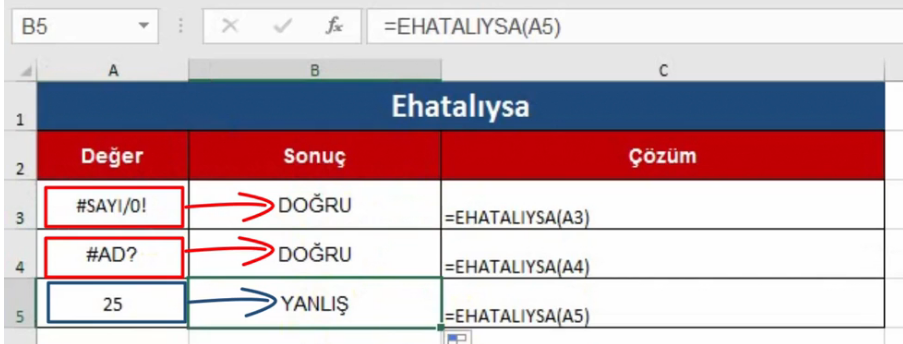 B5 fx =EHATALIYSA(A5)
A B C
1 Ehatalıysa
2 Değer Sonuç Çözüm
3 #SAYI/0! DOĞRU =EHATALIYSA(A3)
4 #AD? DOĞRU =EHATALIYSA(A4)
5 25 YANLIŞ =EHATALIYSA(A5)